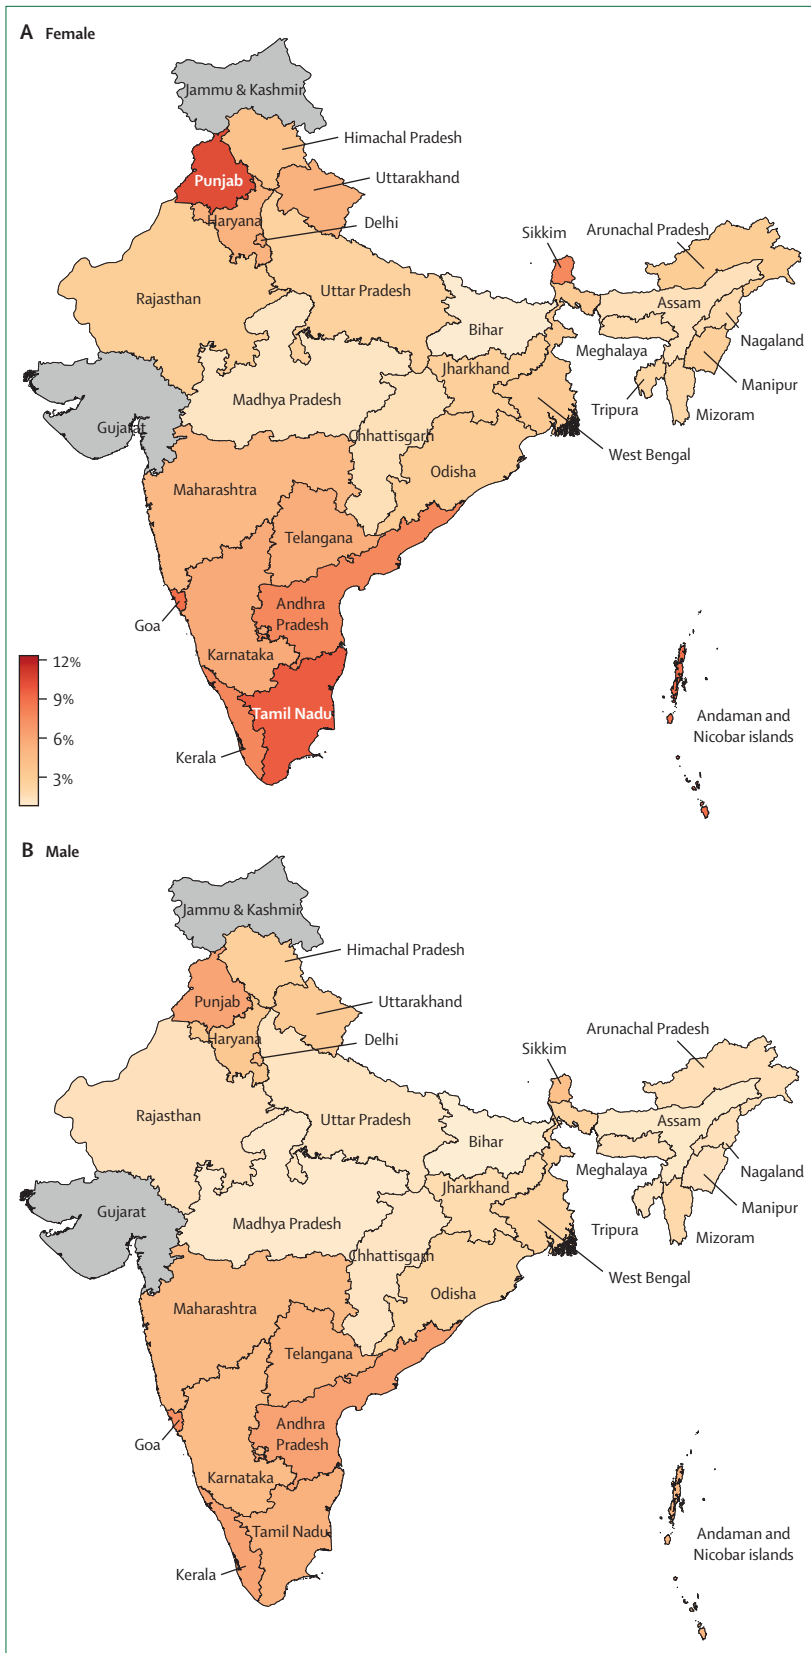 A Female
Jammu & Kashmir
Himachal Pradesh
Punjab
Uttarakhand
Haryana
Delhi
Sikkim
Arunachal Pradesh
Rajasthan
Uttar Pradesh
Assam
Bihar
Nagaland
Meghalaya
Jharkhand
Manipur
Madhya Pradesh
Tripura
Mizoram
Gujarat
Chhattisgarh
West Bengal
Odisha
Maharashtra
Telangana
Andhra
Pradesh
Goa
Karnataka
12%
9%
6%
3%
Tamil Nadu
Andaman and
Nicobar islands
Kerala
B Male
Jammu & Kashmir
Himachal Pradesh
Punjab
Uttarakhand
Haryana
Delhi
Sikkim
Arunachal Pradesh
Rajasthan
Uttar Pradesh
Assam
Bihar
Nagaland
Meghalaya
Jharkhand
Manipur
Gujarat
Madhya Pradesh
Tripura
Mizoram
Chhattisgarh
West Bengal
Odisha
Maharashtra
Telangana
Andhra
Pradesh
Goa
Karnataka
Tamil Nadu
Andaman and
Nicobar islands
Kerala